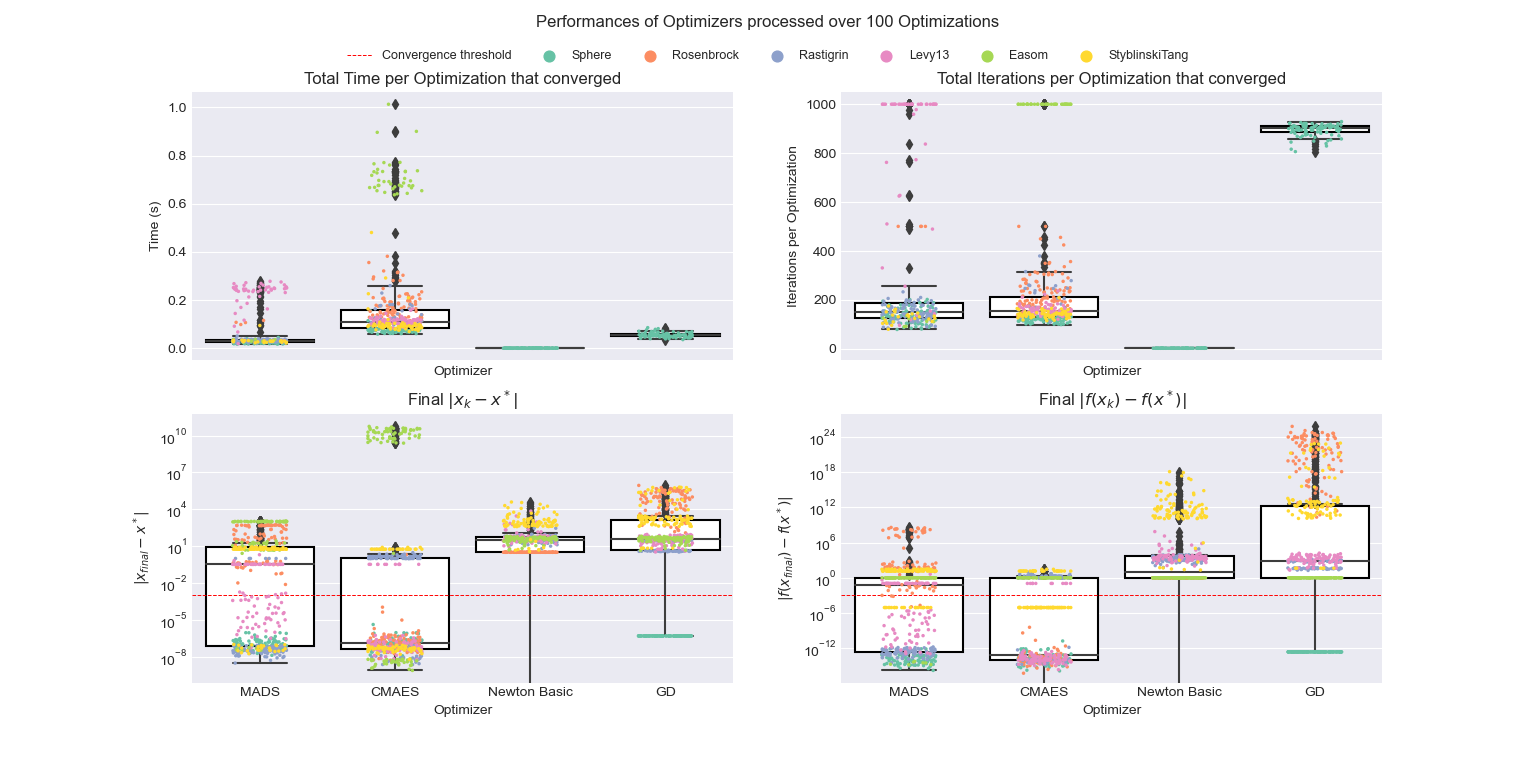 Performances of Optimizers processed over 100 Optimizations
Convergence threshold Sphere Rosenbrock Rastigrin Levy13 Easom StyblinskiTang
Total Time per Optimization that converged
Time (s)
1.0
0.8
0.6
0.4
0.2
0.0
Optimizer
Total Iterations per Optimization that converged
Iterations per Optimization
1000
800
600
400
200
0
Optimizer
Final |x_k − x^*|
|x_{final} − x^*|
10^{10}
10^7
10^4
10^1
10^{−2}
10^{−5}
10^{−8}
MADS CMAES Newton Basic GD
Optimizer
Final |f(x_k) − f(x^*)|
|f(x_{final}) − f(x^*)|
10^{24}
10^{18}
10^{12}
10^6
10^0
10^{−6}
10^{−12}
MADS CMAES Newton Basic GD
Optimizer